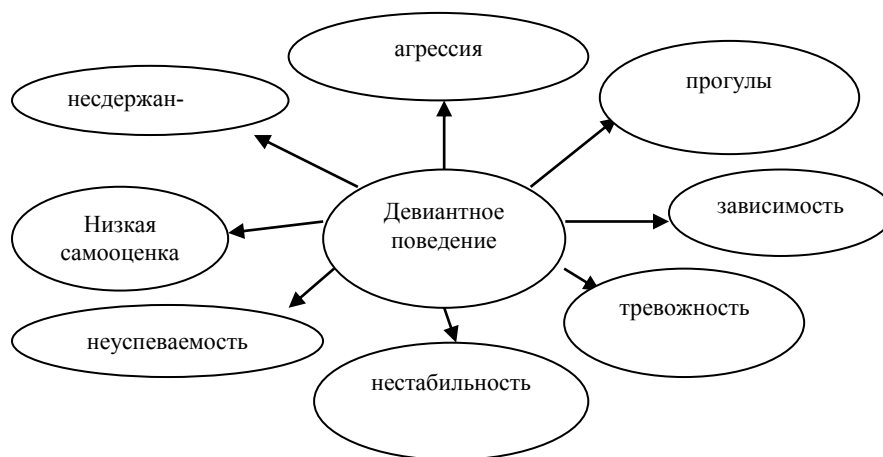 агрессия
несдержан-
прогулы
Девиантное
поведение
зависимость
Низкая
самооценка
тревожность
неуспеваемость
нестабильность